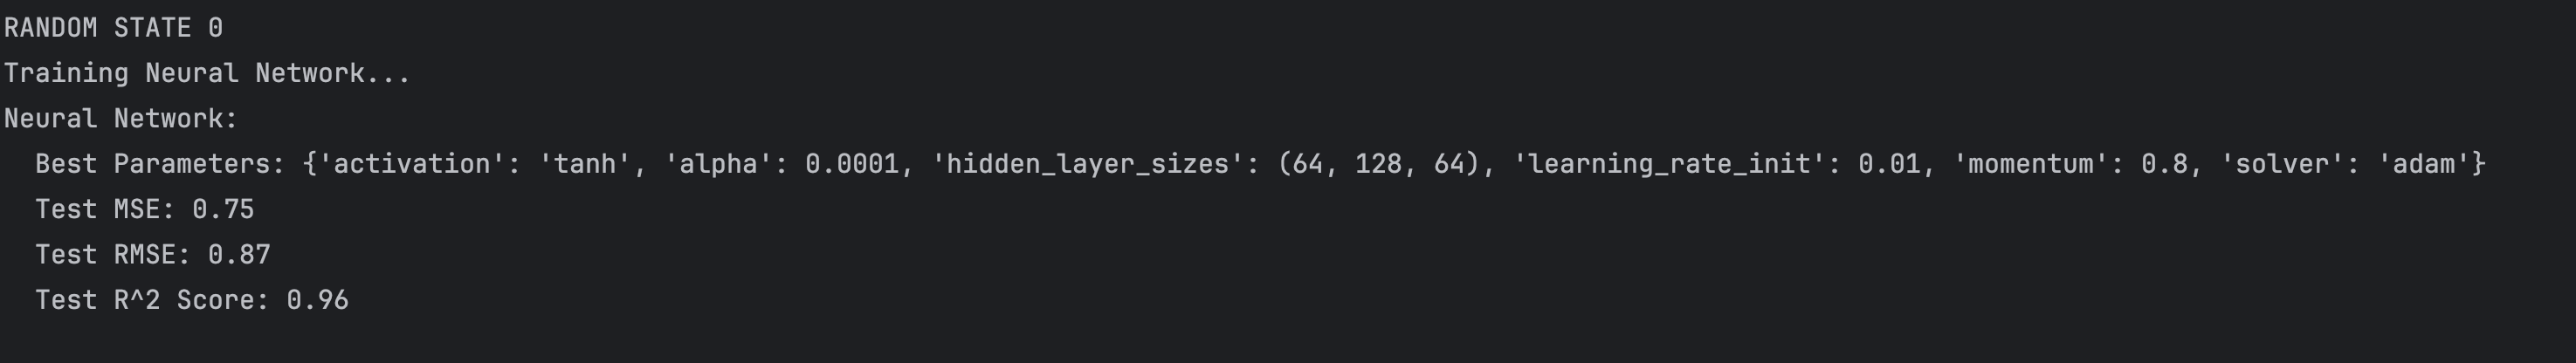 RANDOM STATE 0
Training Neural Network...
Neural Network:
  Best Parameters: {'activation': 'tanh', 'alpha': 0.0001, 'hidden_layer_sizes': (64, 128, 64), 'learning_rate_init': 0.01, 'momentum': 0.8, 'solver': 'adam'}
  Test MSE: 0.75
  Test RMSE: 0.87
  Test R^2 Score: 0.96